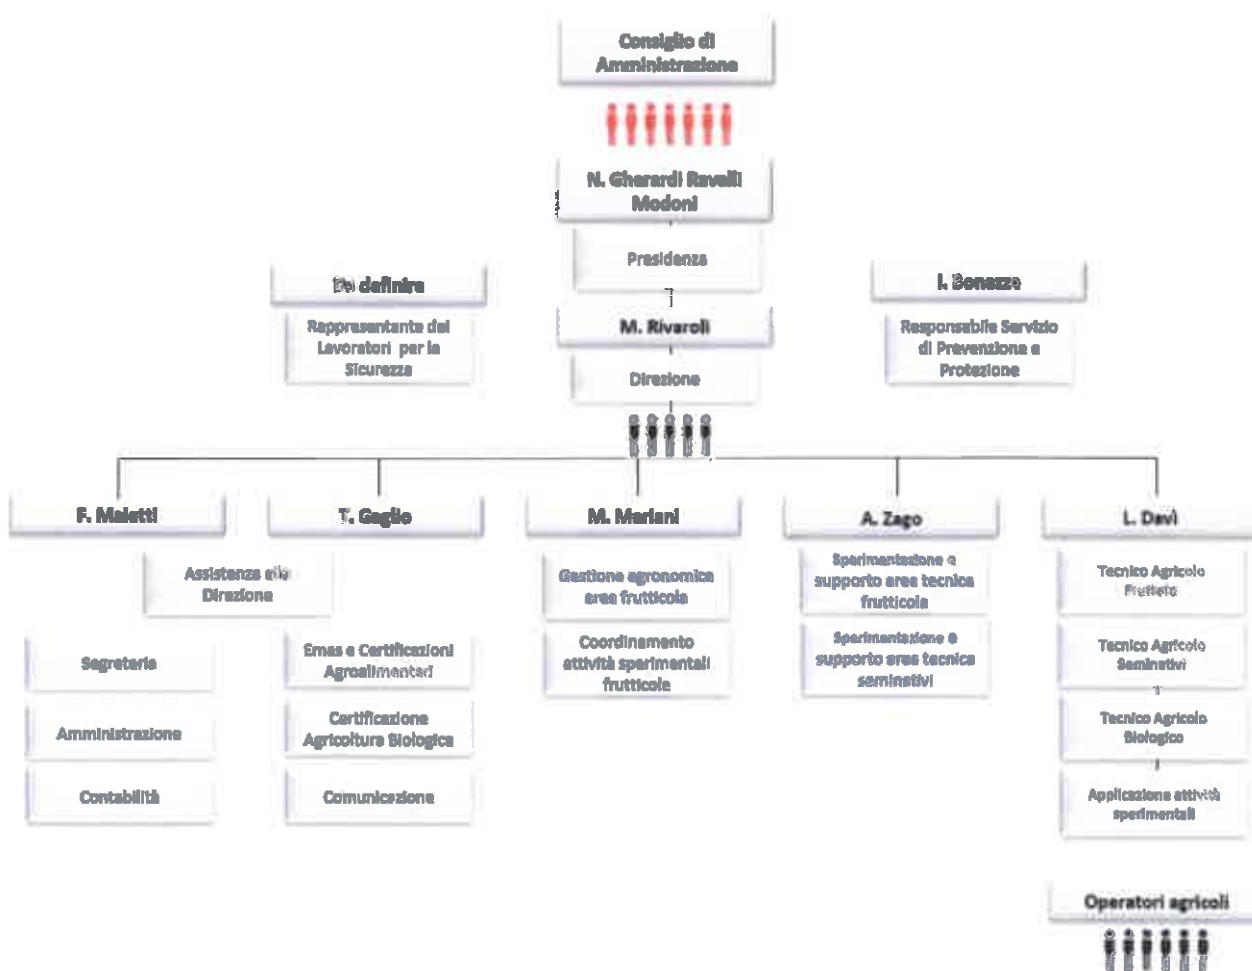 Consiglio di
Amministrazione
N. Gherardi Ravalli
Modoni
Presidenza
Da definire
Rappresentante dei
Lavoratori per la
Sicurezza
M. Rivaroli
Direzione
I. Bonazza
Responsabile Servizio
di Prevenzione e
Protezione
F. Maietti
T. Gaglio
M. Mariani
A. Zago
L. Davì
Assistenza alla
Direzione
Segreteria
Amministrazione
Contabilità
Emas e Certificazioni
Agroalimentari
Certificazione
Agricoltura Biologica
Comunicazione
Gestione agronomica
area frutticola
Coordinamento
attività sperimentali
frutticole
Sperimentazione e
supporto area tecnica
frutticola
Sperimentazione e
supporto area tecnica
seminativi
Tecnico Agricolo
Frutteto
Tecnico Agricolo
Seminativi
Tecnico Agricolo
Biologico
Applicazione attività
sperimentali
Operatori agricoli